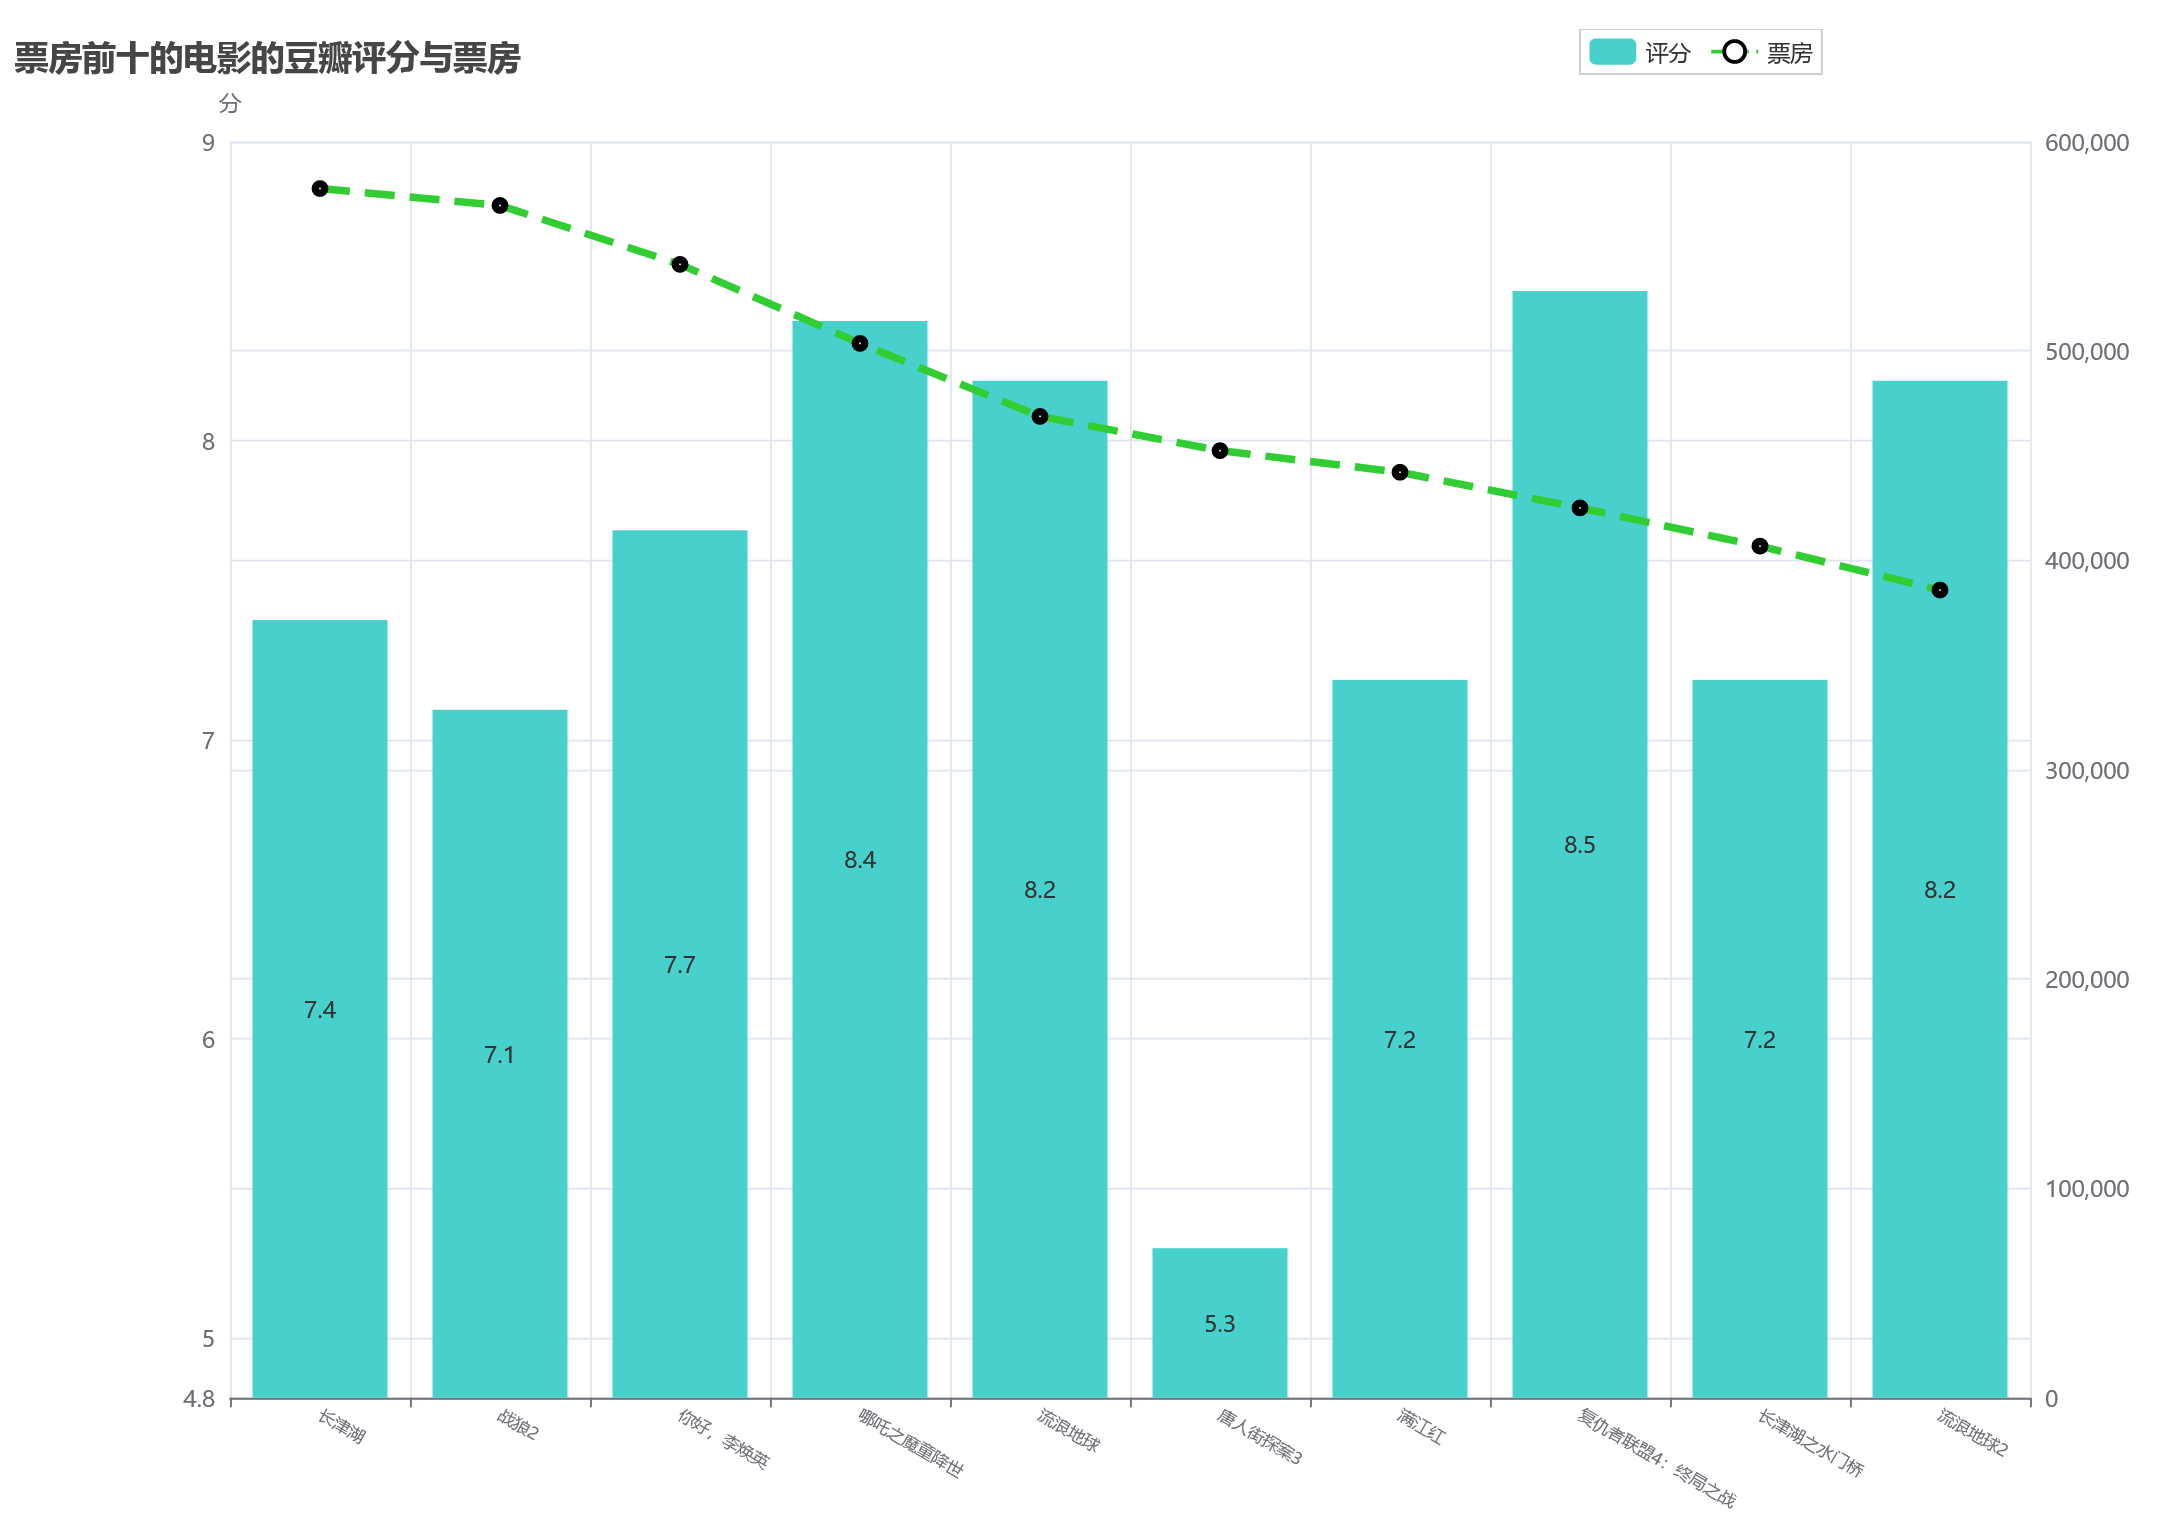 票房前十的电影的豆瓣评分与票房
评分
票房
分
9
8
7
6
5
4.8
600,000
500,000
400,000
300,000
200,000
100,000
0
7.4
7.1
7.7
8.4
8.2
5.3
7.2
8.5
7.2
8.2
长津湖
战狼2
你好，李焕英
哪吒之魔童降世
流浪地球
唐人街探案3
满江红
复仇者联盟4：终局之战
长津湖之水门桥
流浪地球2